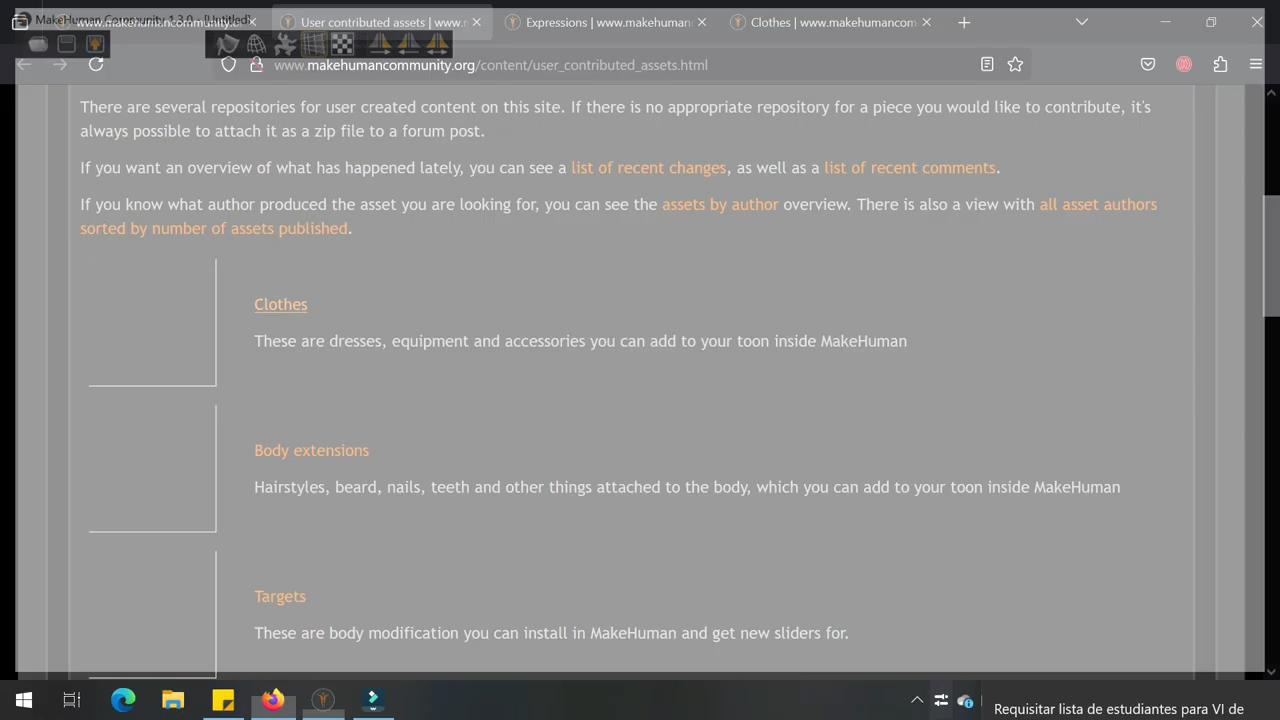 MakeHuman Community 1.3.0 - [Untitled]
www.makehumancommunity.c
User contributed assets | www.r
Expressions | www.makehuman
Clothes | www.makehumancom
www.makehumancommunity.org/content/user_contributed_assets.html
There are several repositories for user created content on this site. If there is no appropriate repository for a piece you would like to contribute, it's
always possible to attach it as a zip file to a forum post.
If you want an overview of what has happened lately, you can see a list of recent changes, as well as a list of recent comments.
If you know what author produced the asset you are looking for, you can see the assets by author overview. There is also a view with all asset authors
sorted by number of assets published.
Clothes
These are dresses, equipment and accessories you can add to your toon inside MakeHuman
Body extensions
Hairstyles, beard, nails, teeth and other things attached to the body, which you can add to your toon inside MakeHuman
Targets
These are body modification you can install in MakeHuman and get new sliders for.
Requisitar lista de estudiantes para VI de